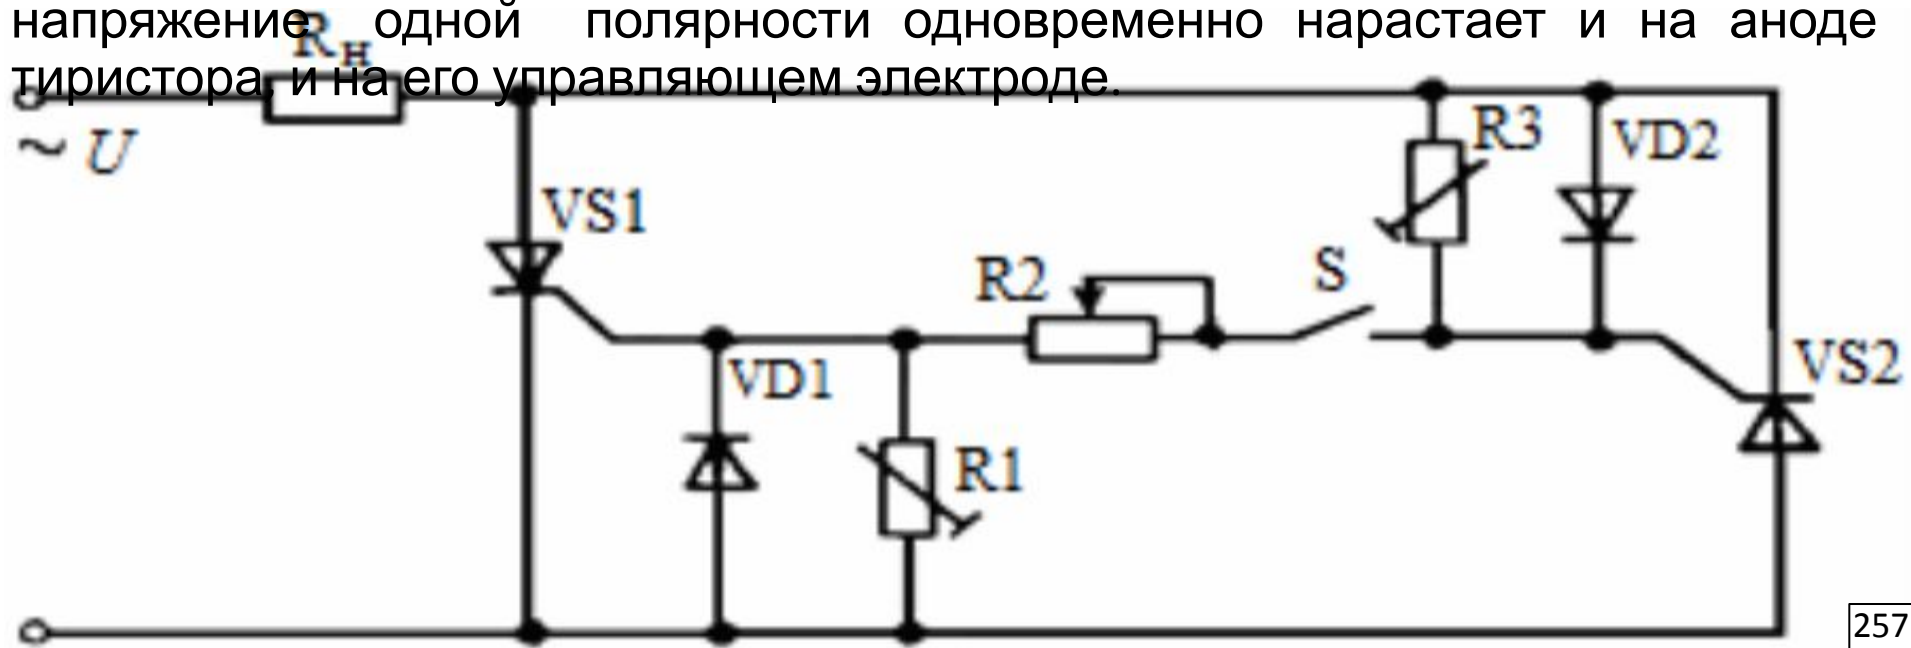 напряжение одной полярности одновременно нарастает и на аноде
тиристора, и на его управляющем электроде.
Rн
~ U
R3
VD2
VS1
R2
S
VD1
VS2
R1
257